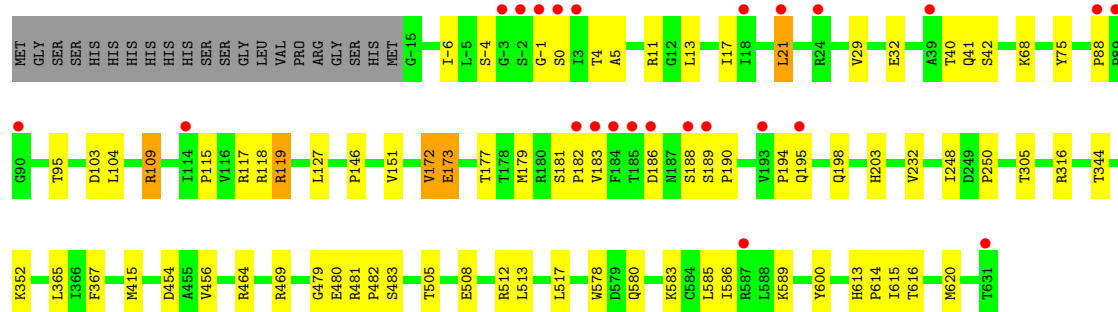 MET GLY SER SER HIS HIS HIS HIS HIS HIS SER SER GLY LEU VAL PRO ARG GLY SER HIS MET G-15 I-6 L-5 S-4 G-3 S-2 G-1 S0 I3 T4 A5 R11 G12 L13 I17 I18 L21 R24 V29 E32 A39 T40 Q41 S42 K68 Y75 P88
G90 T95 D103 L104 R109 I114 P115 V116 R117 R118 R119 L127 P146 V151 V172 E173 T177 T178 M179 R180 S181 P182 V183 F184 T185 D186 N187 S188 S189 P190 V193 P194 Q195 Q198 H203 V232 I248 D249 P250 T305 R316 T344
K352 L365 I366 F367 M415 D454 A455 V456 R464 R469 G479 E480 R481 P482 S483 T505 E508 R512 L513 L517 W578 D579 Q580 K583 C584 L585 I586 R587 L588 K589 Y600 H613 P614 I615 T616 M620 T631